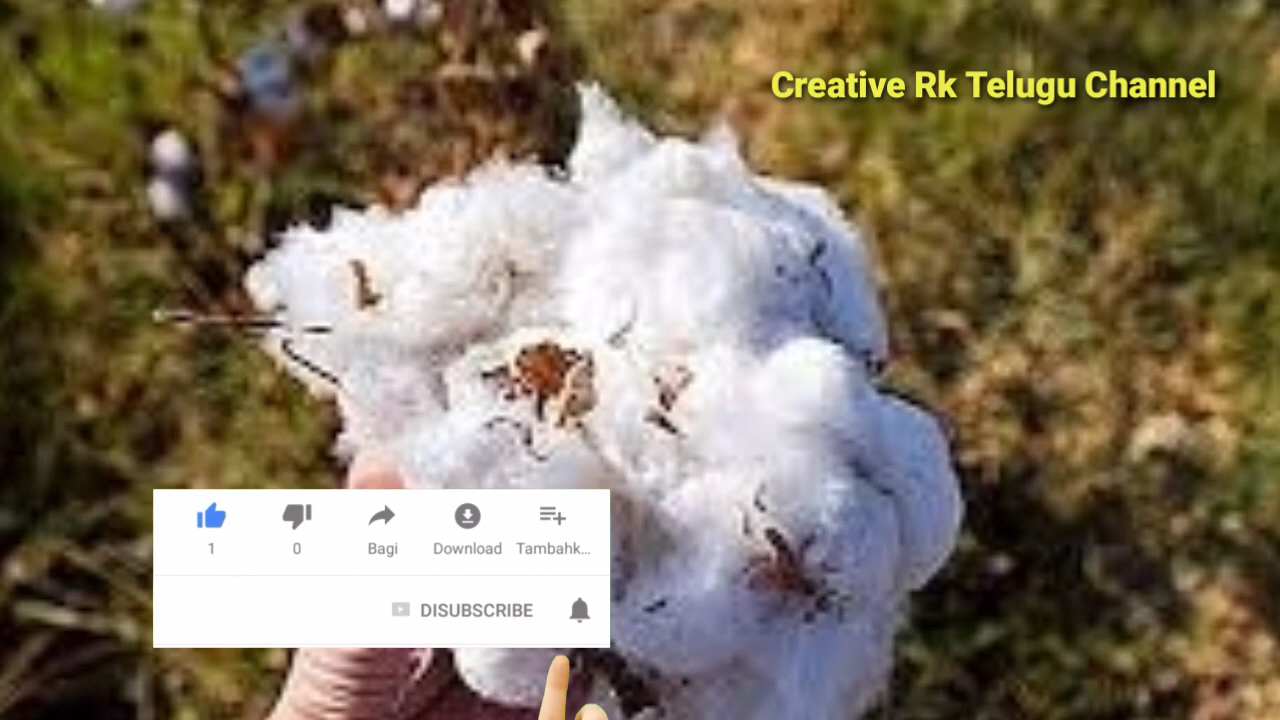 Creative Rk Telugu Channel
1
0
Bagi
Download
Tambahk...
DISUBSCRIBE